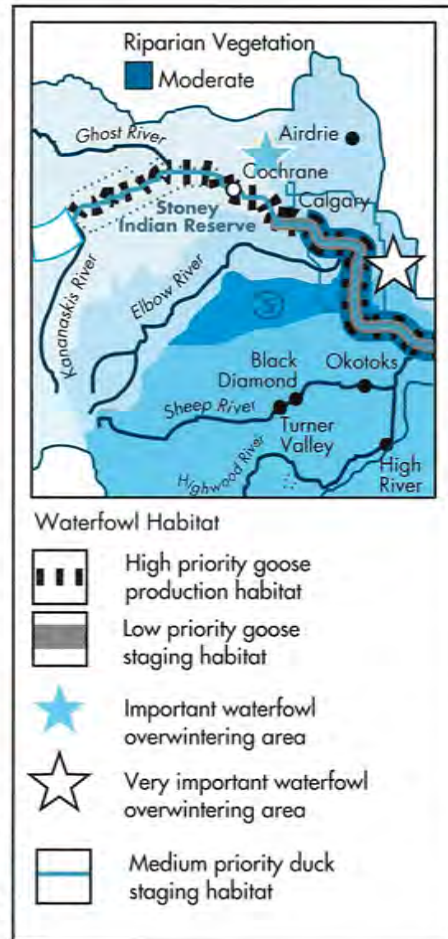 Riparian Vegetation
Moderate
Ghost River
Airdrie
Cochrane
Calgary
Stoney
Indian Reserve
Kananaskis River
Elbow River
Black
Diamond
Okotoks
Sheep River
Turner
Valley
Highwood River
High
River
Waterfowl Habitat
High priority goose
production habitat
Low priority goose
staging habitat
Important waterfowl
overwintering area
Very important waterfowl
overwintering area
Medium priority duck
staging habitat